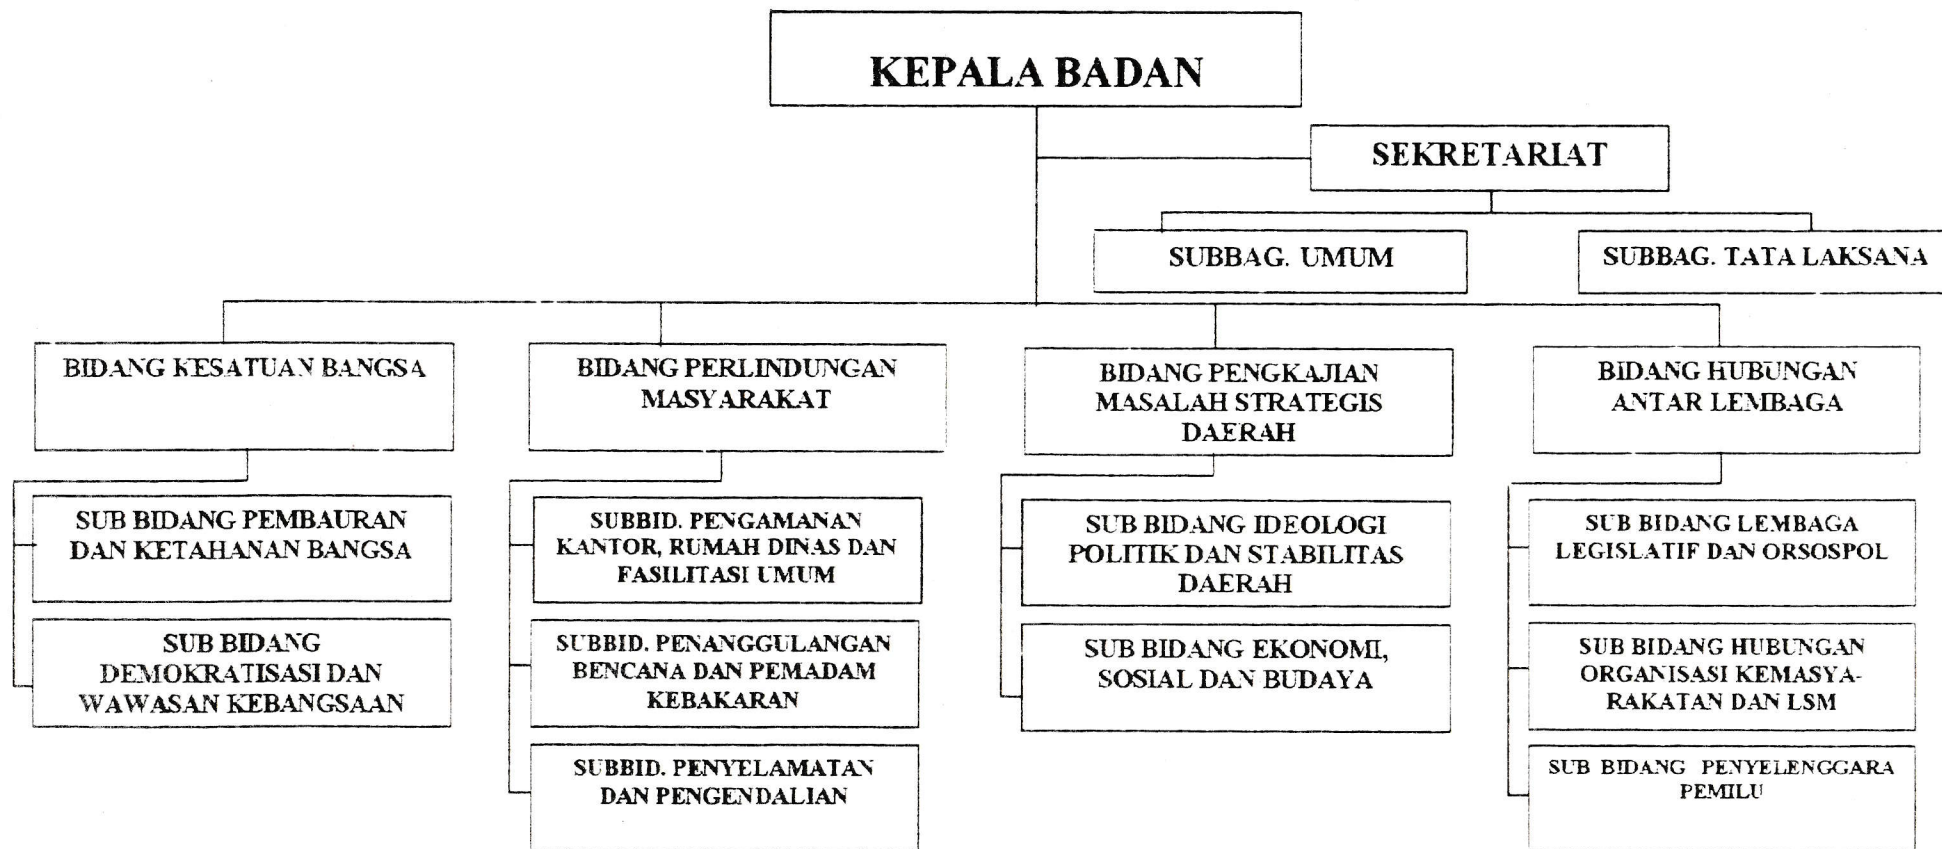 KEPALA BADAN
SEKRETARIAT
SUBBAG. UMUM
SUBBAG. TATA LAKSANA
BIDANG KESATUAN BANGSA
BIDANG PERLINDUNGAN
MASYARAKAT
BIDANG PENGKAJIAN
MASALAH STRATEGIS
DAERAH
BIDANG HUBUNGAN
ANTAR LEMBAGA
SUB BIDANG PEMBAURAN
DAN KETAHANAN BANGSA
SUB BIDANG
DEMOKRATISASI DAN
WAWASAN KEBANGSAAN
SUBBID. PENGAMANAN
KANTOR, RUMAH DINAS DAN
FASILITASI UMUM
SUBBID. PENANGGULANGAN
BENCANA DAN PEMADAM
KEBAKARAN
SUBBID. PENYELAMATAN
DAN PENGENDALIAN
SUB BIDANG IDEOLOGI
POLITIK DAN STABILITAS
DAERAH
SUB BIDANG EKONOMI,
SOSIAL DAN BUDAYA
SUB BIDANG LEMBAGA
LEGISLATIF DAN ORSOSPOL
SUB BIDANG HUBUNGAN
ORGANISASI KEMASYA-
RAKATAN DAN LSM
SUB BIDANG PENYELENGGARA
PEMILU